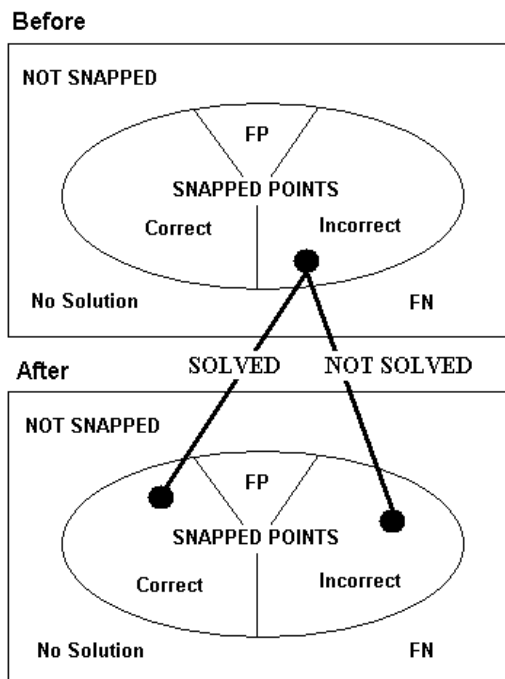 Before
NOT SNAPPED
FP
SNAPPED POINTS
Correct
Incorrect
No Solution
FN
SOLVED
NOT SOLVED
After
NOT SNAPPED
FP
SNAPPED POINTS
Correct
Incorrect
No Solution
FN